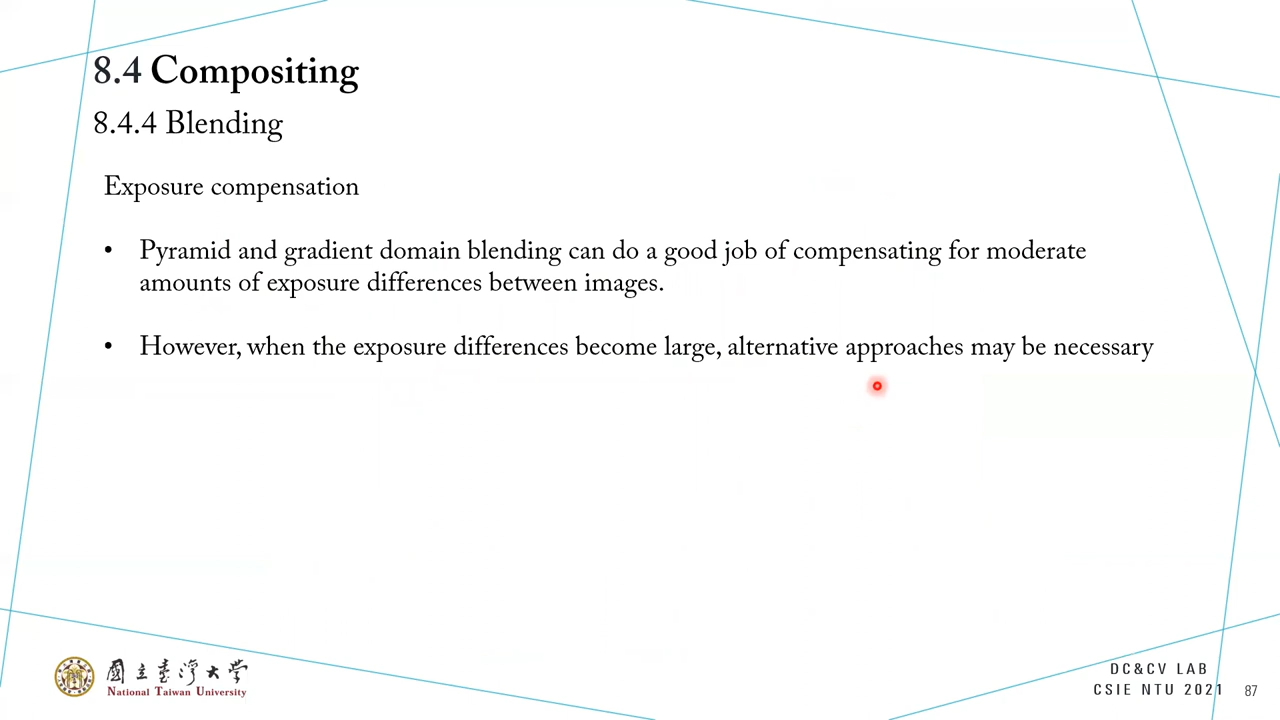 8.4 Compositing
8.4.4 Blending
Exposure compensation
• Pyramid and gradient domain blending can do a good job of compensating for moderate
amounts of exposure differences between images.
• However, when the exposure differences become large, alternative approaches may be necessary
國立臺灣大學
National Taiwan University
DC&CV LAB
CSIE NTU 2021
87